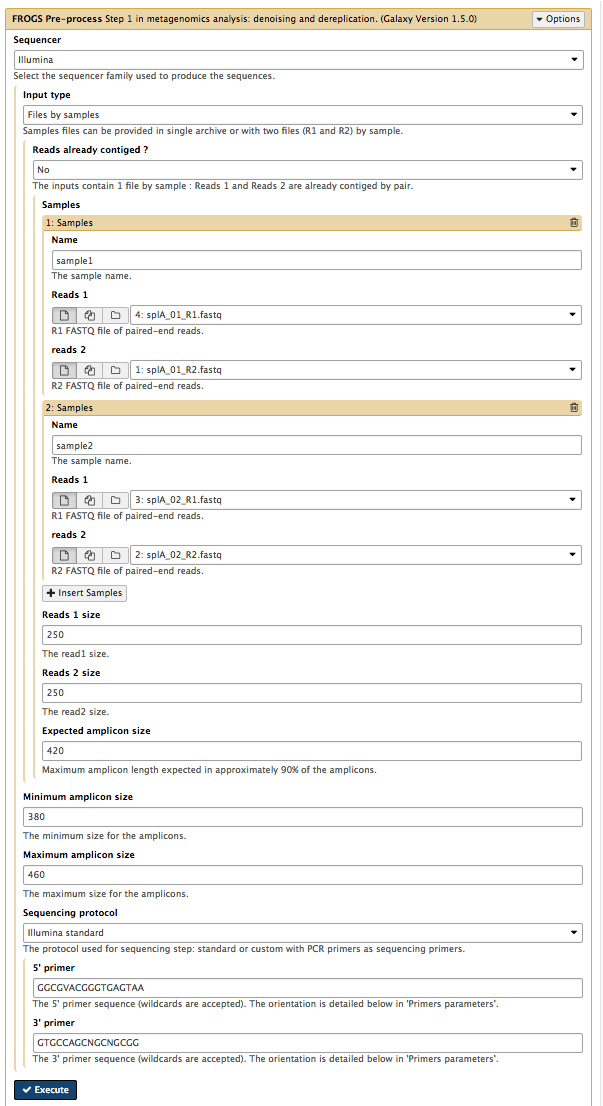 FROGS Pre-process Step 1 in metagenomics analysis: denoising and dereplication. (Galaxy Version 1.5.0)
Options
Sequencer
Illumina
Select the sequencer family used to produce the sequences.
Input type
Files by samples
Samples files can be provided in single archive or with two files (R1 and R2) by sample.
Reads already contiged ?
No
The inputs contain 1 file by sample : Reads 1 and Reads 2 are already contiged by pair.
Samples
1: Samples
Name
sample1
The sample name.
Reads 1
4: splA_01_R1.fastq
R1 FASTQ file of paired-end reads.
reads 2
1: splA_01_R2.fastq
R2 FASTQ file of paired-end reads.
2: Samples
Name
sample2
The sample name.
Reads 1
3: splA_02_R1.fastq
R1 FASTQ file of paired-end reads.
reads 2
2: splA_02_R2.fastq
R2 FASTQ file of paired-end reads.
Insert Samples
Reads 1 size
250
The read1 size.
Reads 2 size
250
The read2 size.
Expected amplicon size
420
Maximum amplicon length expected in approximately 90% of the amplicons.
Minimum amplicon size
380
The minimum size for the amplicons.
Maximum amplicon size
460
The maximum size for the amplicons.
Sequencing protocol
Illumina standard
The protocol used for sequencing step: standard or custom with PCR primers as sequencing primers.
5' primer
GGCGVACGGGTGAGTAA
The 5' primer sequence (wildcards are accepted). The orientation is detailed below in 'Primers parameters'.
3' primer
GTGCCAGCNGCNGCGG
The 3' primer sequence (wildcards are accepted). The orientation is detailed below in 'Primers parameters'.
Execute